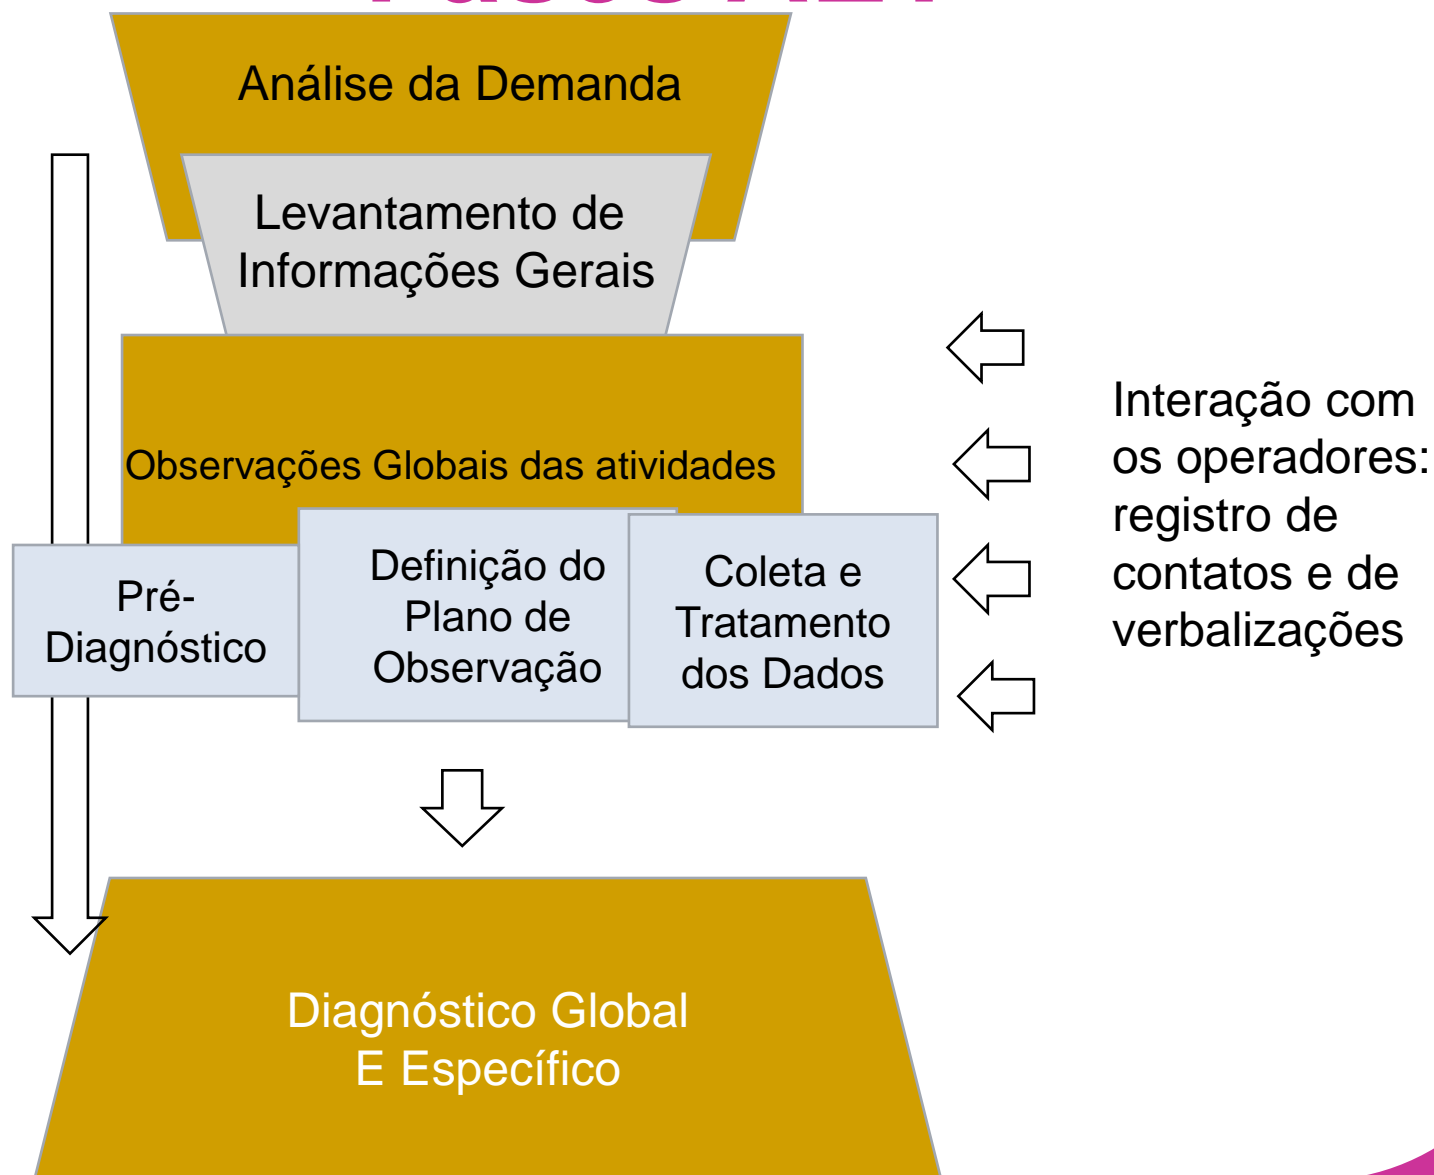 Análise da Demanda
Levantamento de
Informações Gerais
Observações Globais das atividades
Pré-
Diagnóstico
Definição do
Plano de
Observação
Coleta e
Tratamento
dos Dados
Interação com
os operadores:
registro de
contatos e de
verbalizações
Diagnóstico Global
E Específico